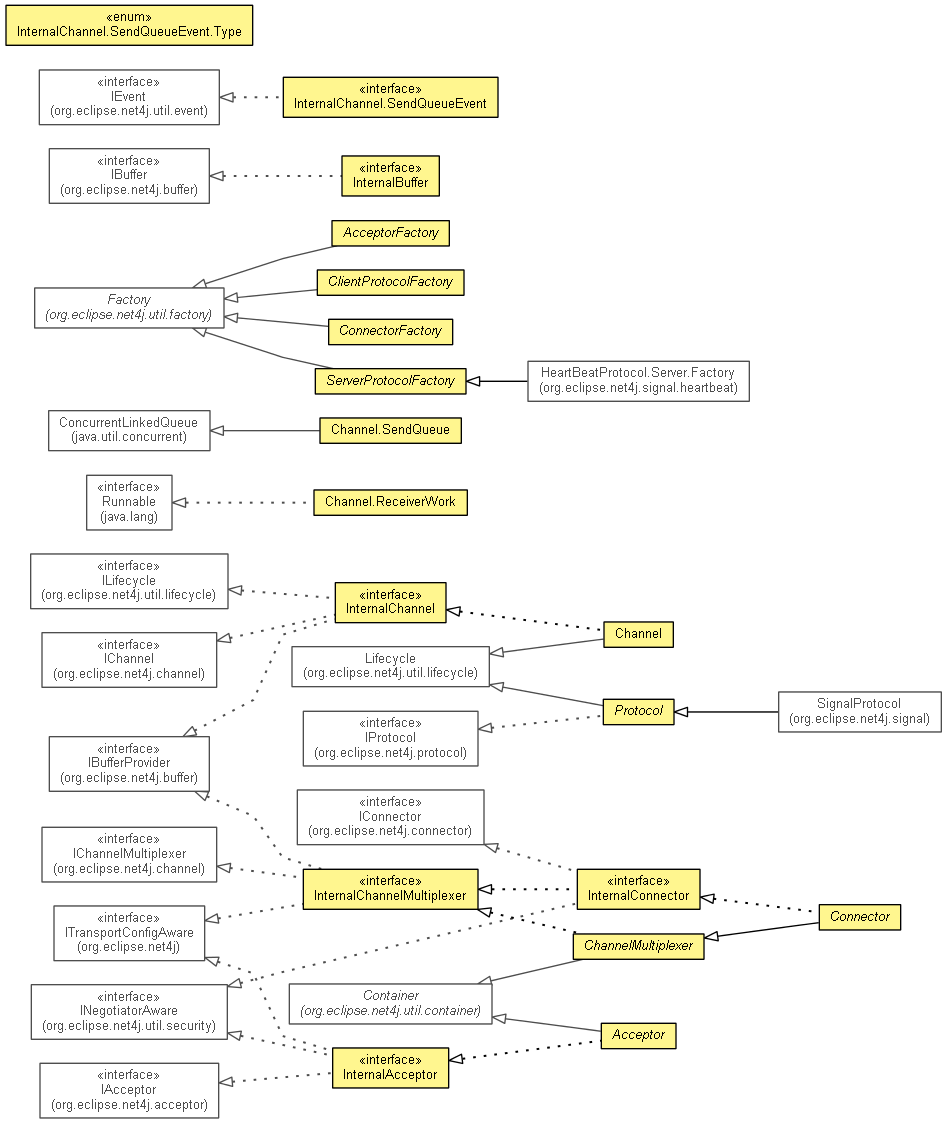 «enum»
InternalChannel.SendQueueEvent.Type
«interface»
IEvent
(org.eclipse.net4j.util.event)
«interface»
InternalChannel.SendQueueEvent
«interface»
IBuffer
(org.eclipse.net4j.buffer)
«interface»
InternalBuffer
AcceptorFactory
ClientProtocolFactory
Factory
(org.eclipse.net4j.util.factory)
ConnectorFactory
ServerProtocolFactory
HeartBeatProtocol.Server.Factory
(org.eclipse.net4j.signal.heartbeat)
ConcurrentLinkedQueue
(java.util.concurrent)
Channel.SendQueue
«interface»
Runnable
(java.lang)
Channel.ReceiverWork
«interface»
ILifecycle
(org.eclipse.net4j.util.lifecycle)
«interface»
InternalChannel
Channel
«interface»
IChannel
(org.eclipse.net4j.channel)
Lifecycle
(org.eclipse.net4j.util.lifecycle)
Protocol
SignalProtocol
(org.eclipse.net4j.signal)
«interface»
IProtocol
(org.eclipse.net4j.protocol)
«interface»
IBufferProvider
(org.eclipse.net4j.buffer)
«interface»
IConnector
(org.eclipse.net4j.connector)
«interface»
IChannelMultiplexer
(org.eclipse.net4j.channel)
«interface»
InternalChannelMultiplexer
«interface»
InternalConnector
Connector
«interface»
ITransportConfigAware
(org.eclipse.net4j)
ChannelMultiplexer
«interface»
INegotiatorAware
(org.eclipse.net4j.util.security)
Container
(org.eclipse.net4j.util.container)
Acceptor
«interface»
InternalAcceptor
«interface»
IAcceptor
(org.eclipse.net4j.acceptor)